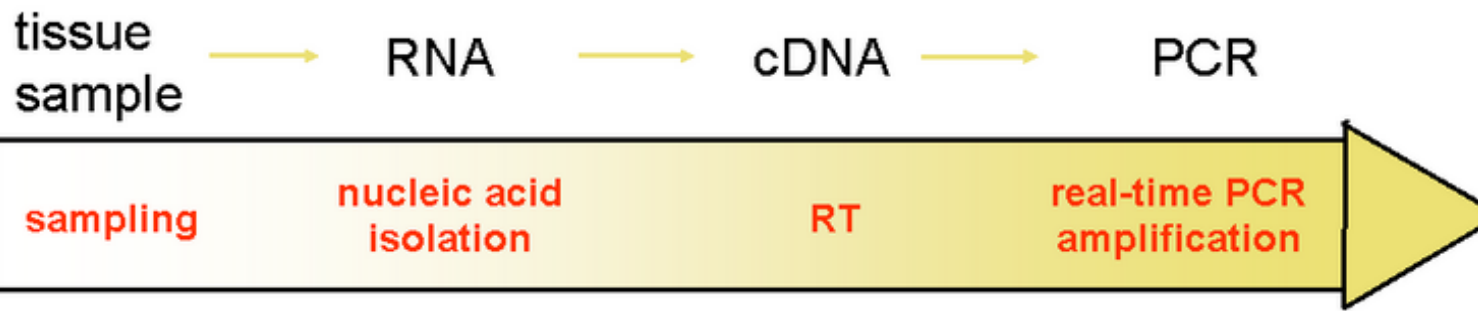 tissue
sample
RNA
cDNA
PCR
sampling
nucleic acid
isolation
RT
real-time PCR
amplification